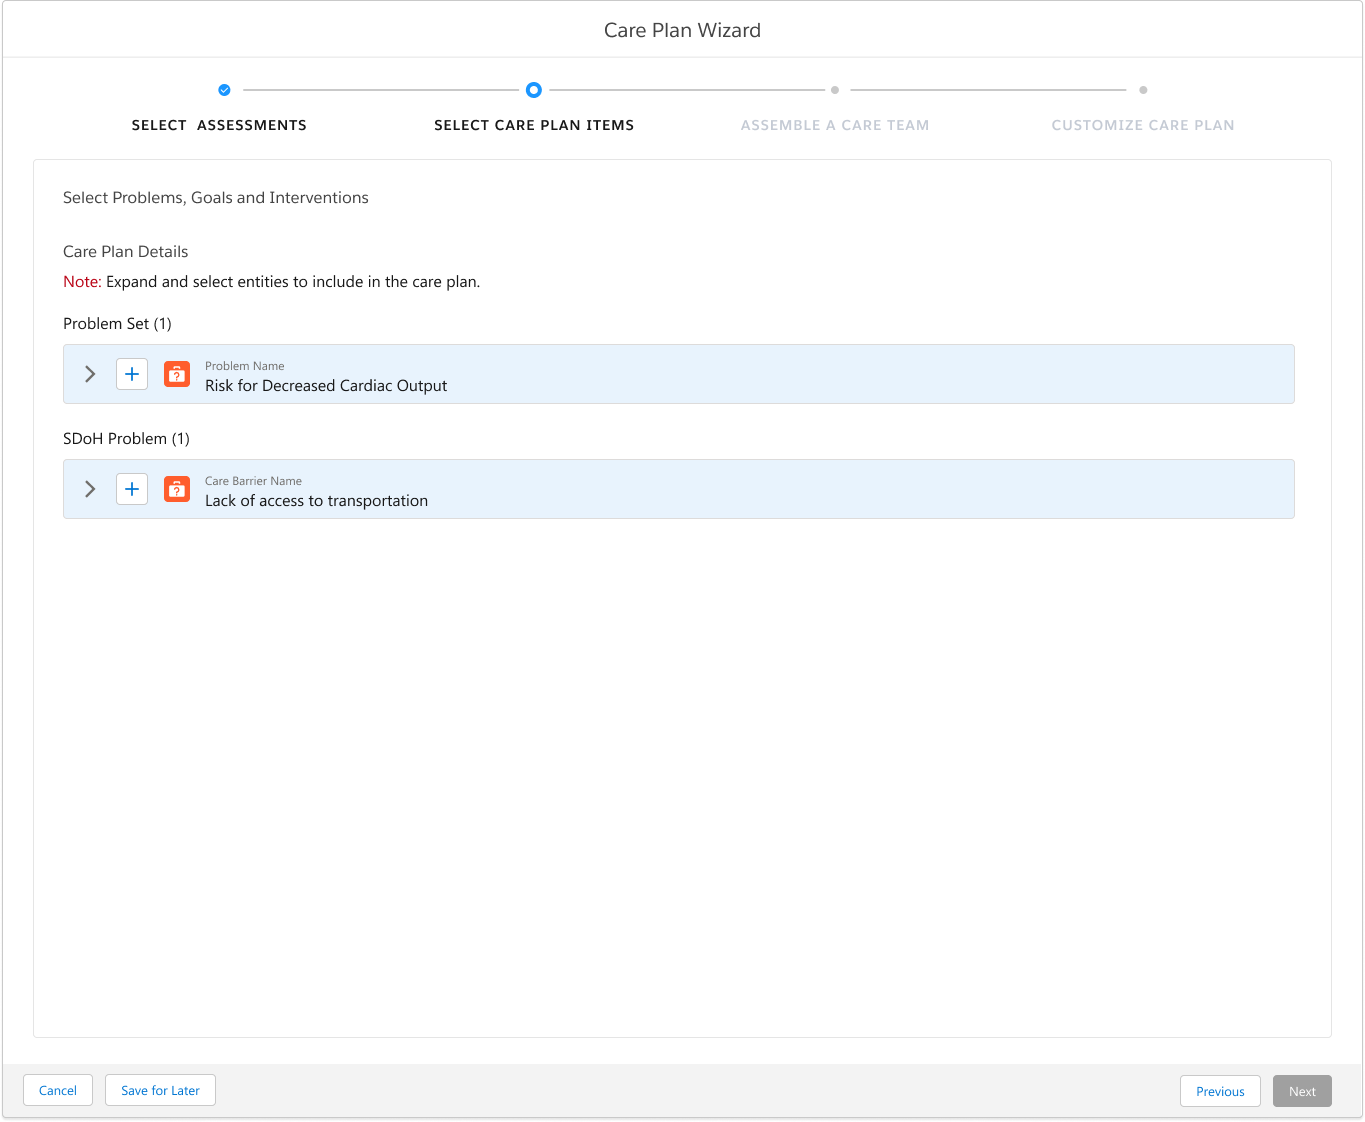 Care Plan Wizard
SELECT ASSESSMENTS
SELECT CARE PLAN ITEMS
ASSEMBLE A CARE TEAM
CUSTOMIZE CARE PLAN
Select Problems, Goals and Interventions
Care Plan Details
Note: Expand and select entities to include in the care plan.
Problem Set (1)
Problem Name
Risk for Decreased Cardiac Output
SDoH Problem (1)
Care Barrier Name
Lack of access to transportation
Cancel
Save for Later
Previous
Next